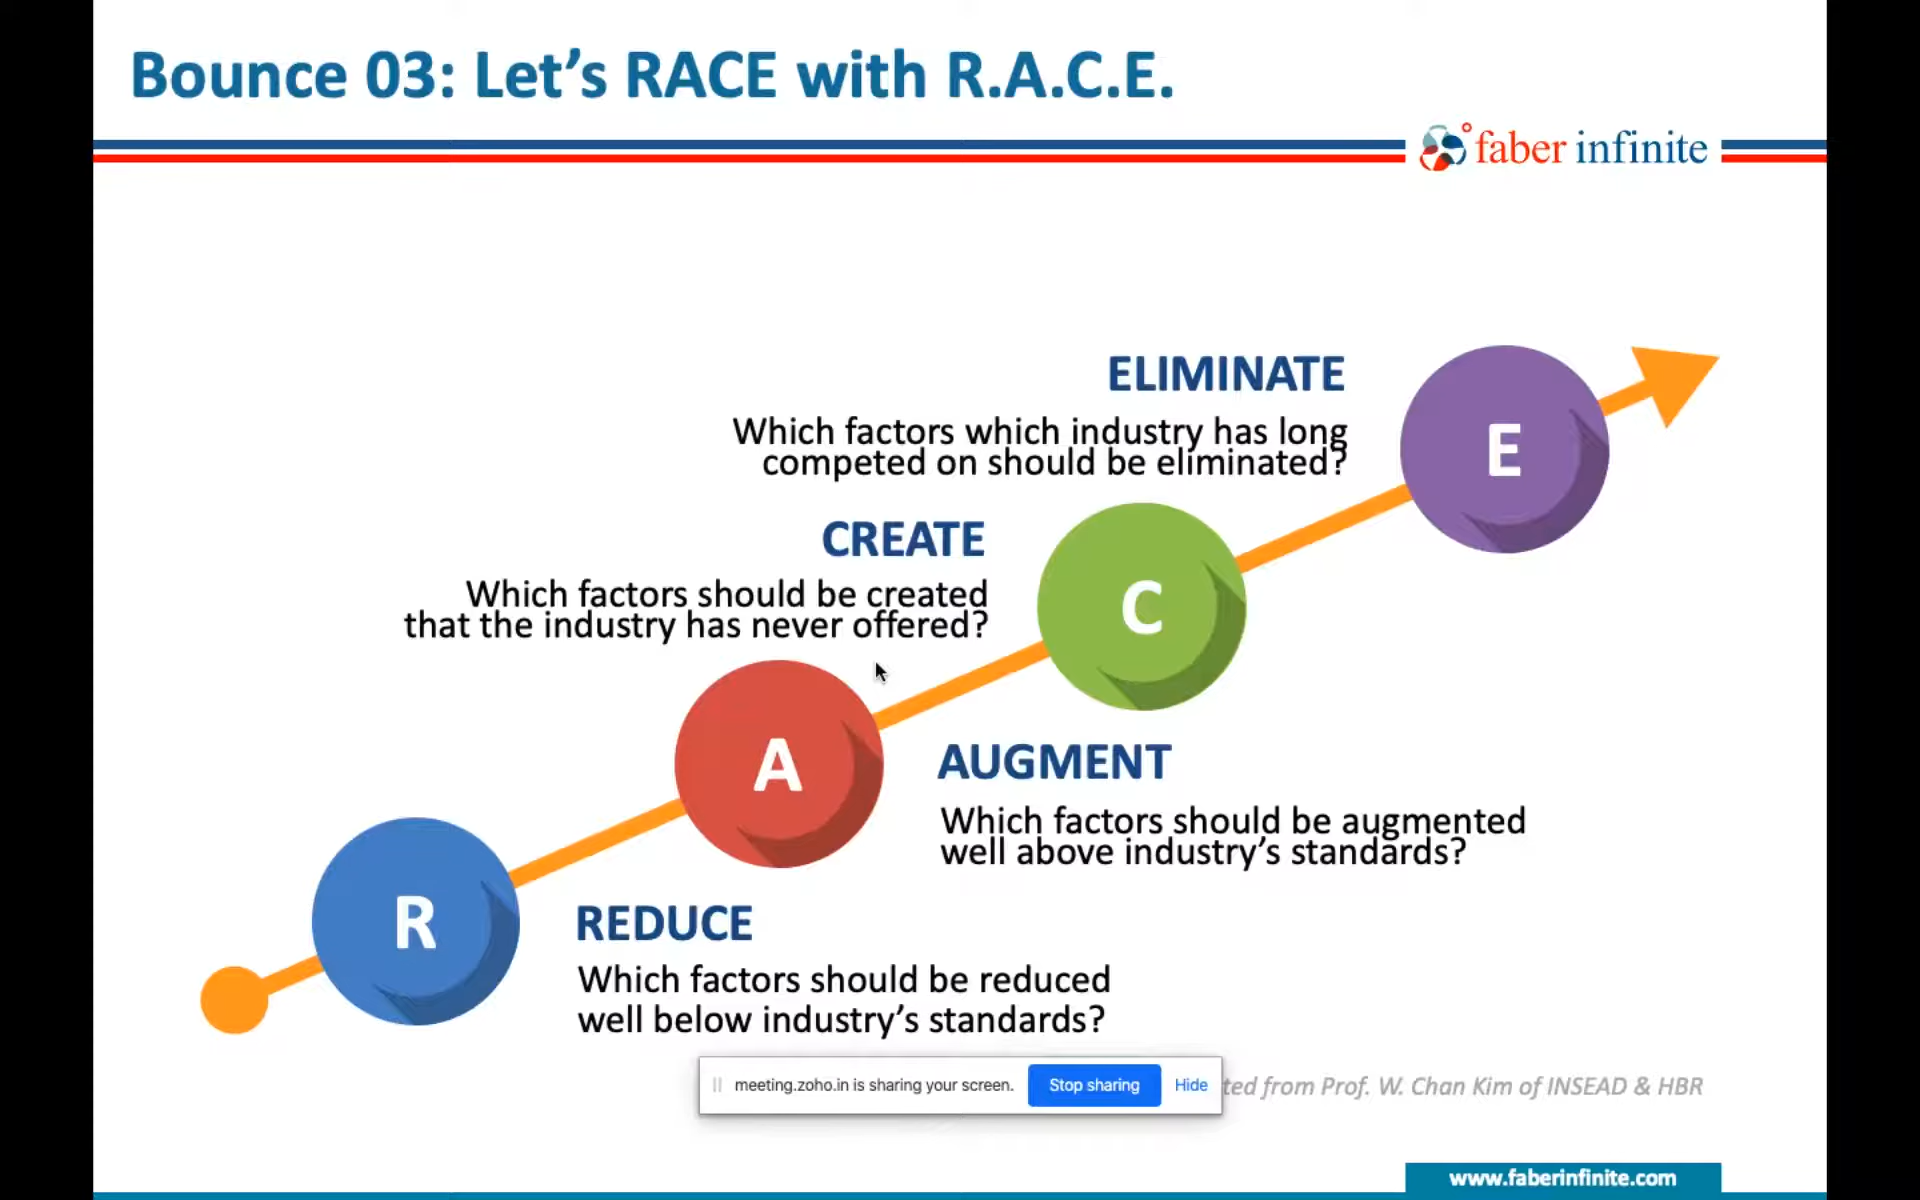 Bounce 03: Let's RACE with R.A.C.E.
faber infinite
ELIMINATE
Which factors which industry has long
competed on should be eliminated?
E
CREATE
Which factors should be created
that the industry has never offered?
C
A
AUGMENT
Which factors should be augmented
well above industry's standards?
R
REDUCE
Which factors should be reduced
well below industry's standards?
meeting.zoho.in is sharing your screen. Stop sharing Hide
from Prof. W. Chan Kim of INSEAD & HBR
www.faberinfinite.com